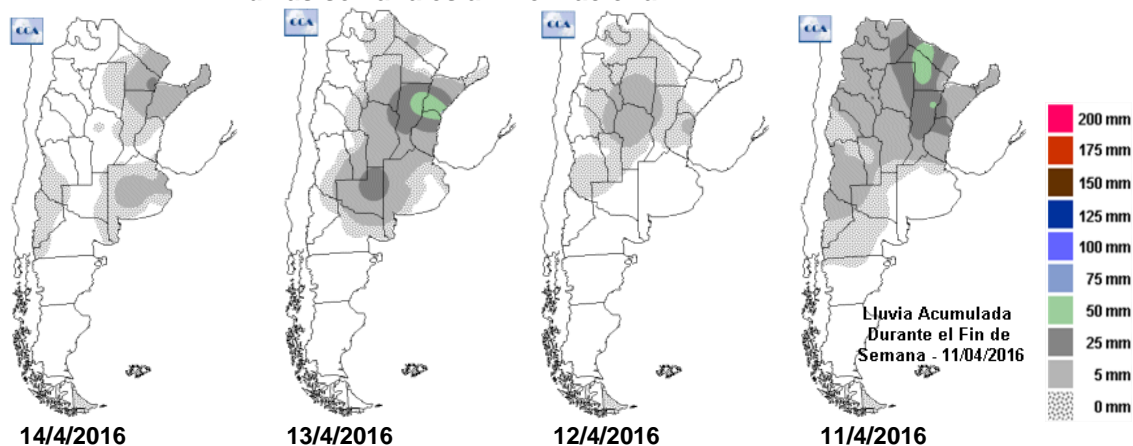 CCA
CCA
CCA
CCA
200 mm
175 mm
150 mm
125 mm
100 mm
75 mm
50 mm
25 mm
5 mm
0 mm
Lluvia Acumulada
Durante el Fin de
Semana - 11/04/2016
14/4/2016
13/4/2016
12/4/2016
11/4/2016